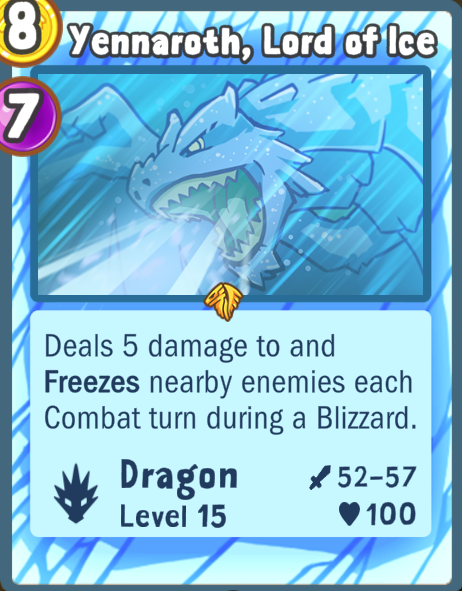 8
Yennaroth, Lord of Ice
7
Deals 5 damage to and
Freezes nearby enemies each
Combat turn during a Blizzard.
Dragon
52–57
Level 15
100